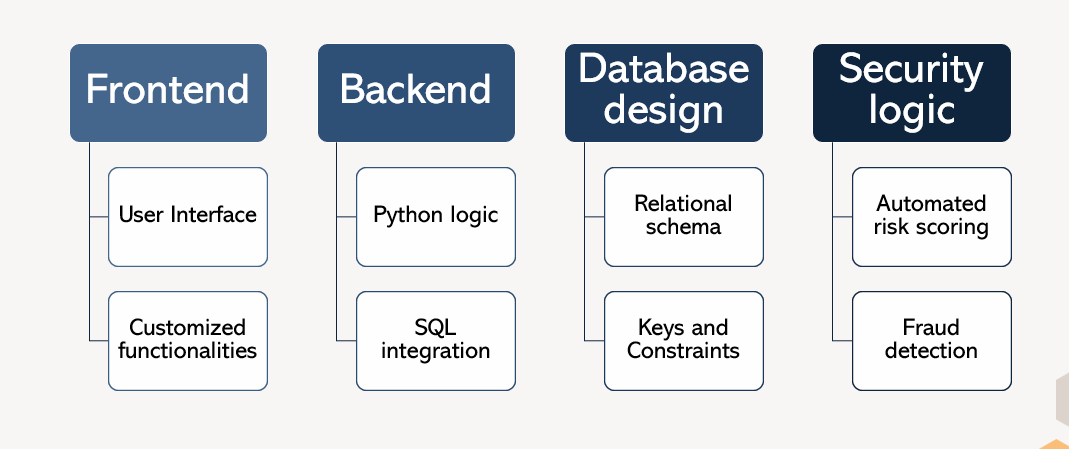 Frontend
User Interface
Customized
functionalities
Backend
Python logic
SQL
integration
Database
design
Relational
schema
Keys and
Constraints
Security
logic
Automated
risk scoring
Fraud
detection